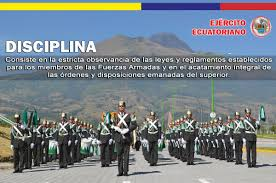 EJÉRCITO
ECUATORIANO
DISCIPLINA
Consiste en la estricta observancia de las leyes y reglamentos establecidos
para los miembros de las Fuerzas Armadas y en el acatamiento integral de
las órdenes y disposiciones emanadas del superior.